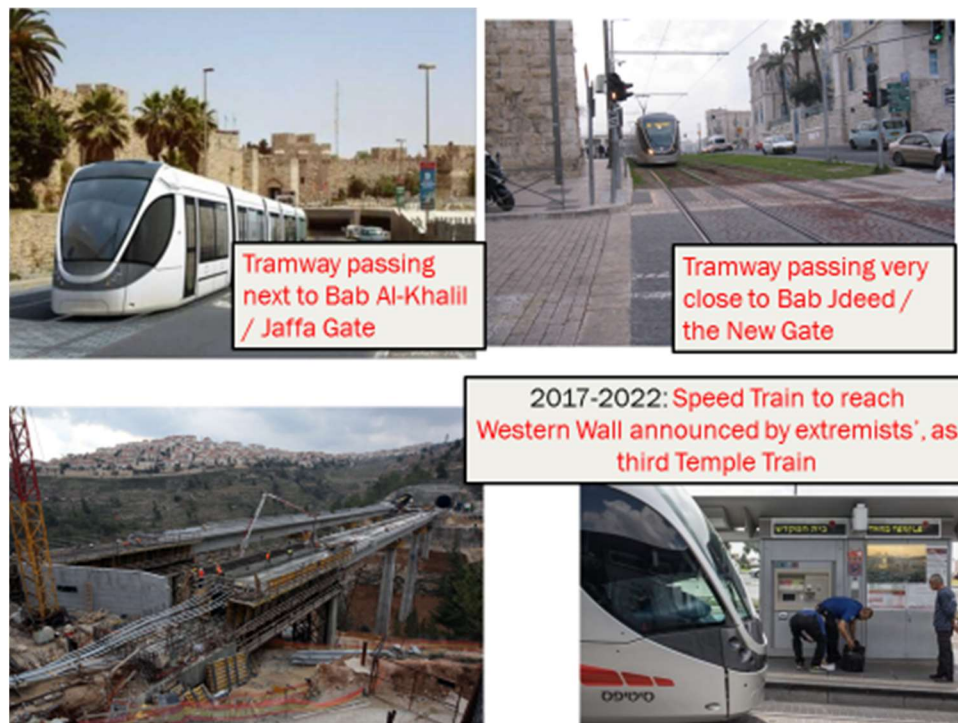 Tramway passing
next to Bab Al-Khalil
/ Jaffa Gate
Tramway passing very
close to Bab Jdeed /
the New Gate
2017-2022: Speed Train to reach
Western Wall announced by extremists', as
third Temple Train
בית המקדש
סיטיפס